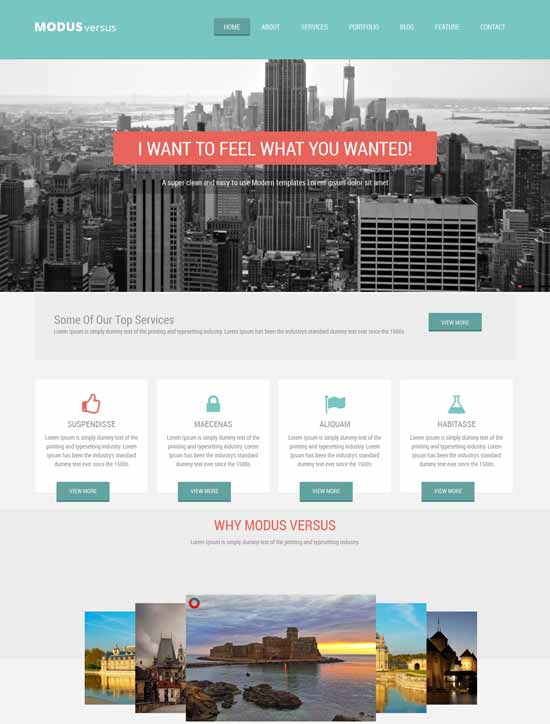 MODUS versus
HOME ABOUT SERVICES PORTFOLIO BLOG FEATURE CONTACT
I WANT TO FEEL WHAT YOU WANTED!
A super clean and easy to use Modern templates Lorem ipsum dolor sit amet
Some Of Our Top Services
Lorem Ipsum is simply dummy text of the printing and typesetting industry. Lorem Ipsum has been the industry's standard dummy text ever since the 1500s
VIEW MORE
SUSPENDISSE
Lorem Ipsum is simply dummy text of the
printing and typesetting industry. Lorem
Ipsum has been the industry's standard
dummy text ever since the 1500s.
VIEW MORE
MAECENAS
Lorem Ipsum is simply dummy text of the
printing and typesetting industry. Lorem
Ipsum has been the industry's standard
dummy text ever since the 1500s.
VIEW MORE
ALIQUAM
Lorem Ipsum is simply dummy text of the
printing and typesetting industry. Lorem
Ipsum has been the industry's standard
dummy text ever since the 1500s.
VIEW MORE
HABITASSE
Lorem Ipsum is simply dummy text of the
printing and typesetting industry. Lorem
Ipsum has been the industry's standard
dummy text ever since the 1500s.
VIEW MORE
WHY MODUS VERSUS
Lorem Ipsum is simply dummy text of the printing and typesetting industry.